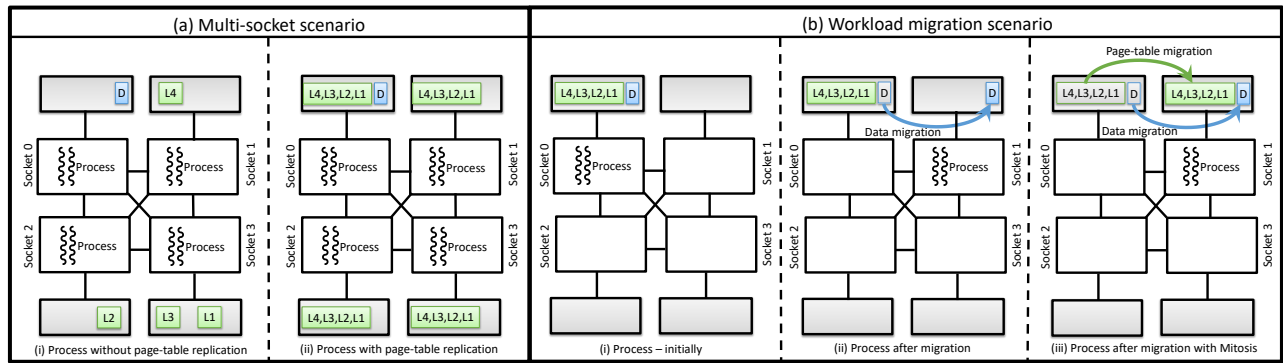 (a) Multi-socket scenario
D
L4
Socket 0
Process
Process
Socket 1
Socket 2
Process
Process
Socket 3
L2
L3
L1
(i) Process without page-table replication
L4,L3,L2,L1
D
L4,L3,L2,L1
Socket 0
Process
Process
Socket 1
Socket 2
Process
Process
Socket 3
L4,L3,L2,L1
L4,L3,L2,L1
(ii) Process with page-table replication
(b) Workload migration scenario
L4,L3,L2,L1
D
Socket 0
Process
Socket 1
Socket 2
Socket 3
(i) Process – initially
L4,L3,L2,L1
D
D
Data migration
Socket 0
Process
Socket 1
Socket 2
Socket 3
(ii) Process after migration
Page-table migration
L4,L3,L2,L1
D
L4,L3,L2,L1
D
Data migration
Socket 0
Process
Socket 1
Socket 2
Socket 3
(iii) Process after migration with Mitosis